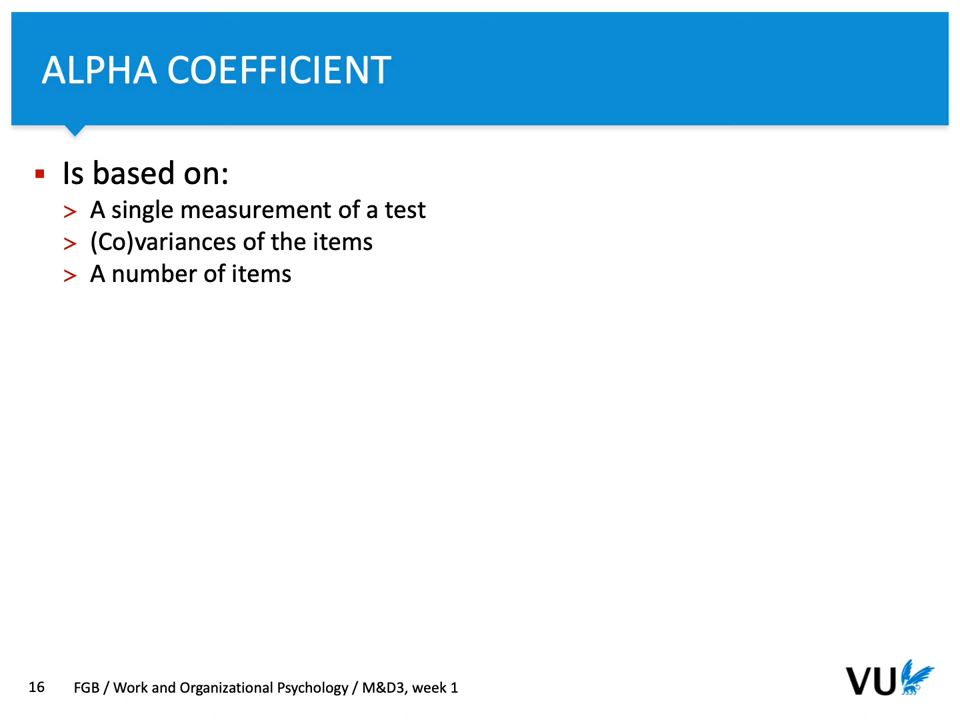 ALPHA COEFFICIENT
▪ Is based on:
> A single measurement of a test
> (Co)variances of the items
> A number of items
16 FGB / Work and Organizational Psychology / M&D3, week 1
VU